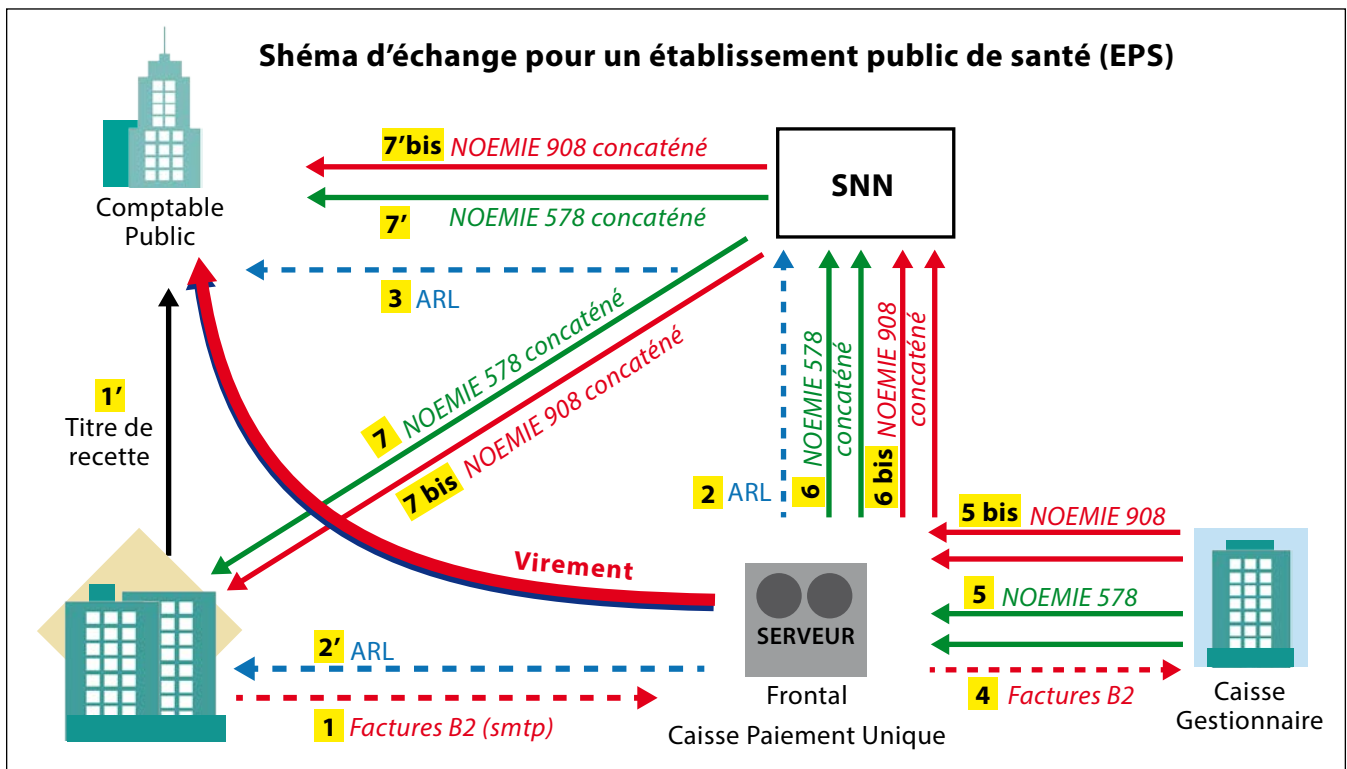 Shéma d'échange pour un établissement public de santé (EPS)
7'bis NOEMIE 908 concaténé
SNN
7' NOEMIE 578 concaténé
Comptable
Public
3 ARL
7 NOEMIE 578 concaténé
7 bis NOEMIE 908 concaténé
1'
Titre de
recette
2 ARL
6 NOEMIE 578
concaténé
6 bis NOEMIE 908
concaténé
5 bis NOEMIE 908
Virement
5 NOEMIE 578
SERVEUR
2' ARL
1 Factures B2 (smtp)
Frontal
Caisse Paiement Unique
4 Factures B2
Caisse
Gestionnaire